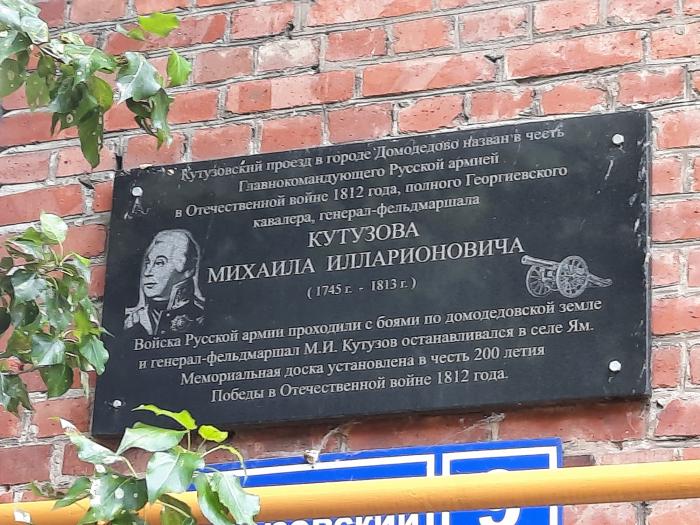 Кутузовский проезд в городе Домодедово назван в честь
Главнокомандующего Русской армией
в Отечественной войне 1812 года, полного Георгиевского
кавалера, генерал-фельдмаршала
КУТУЗОВА
МИХАИЛА ИЛЛАРИОНОВИЧА
( 1745 г. - 1813 г. )
Войска Русской армии проходили с боями по домодедовской земле
и генерал-фельдмаршал М.И. Кутузов останавливался в селе Ям.
Мемориальная доска установлена в честь 200 летия
Победы в Отечественной войне 1812 года.